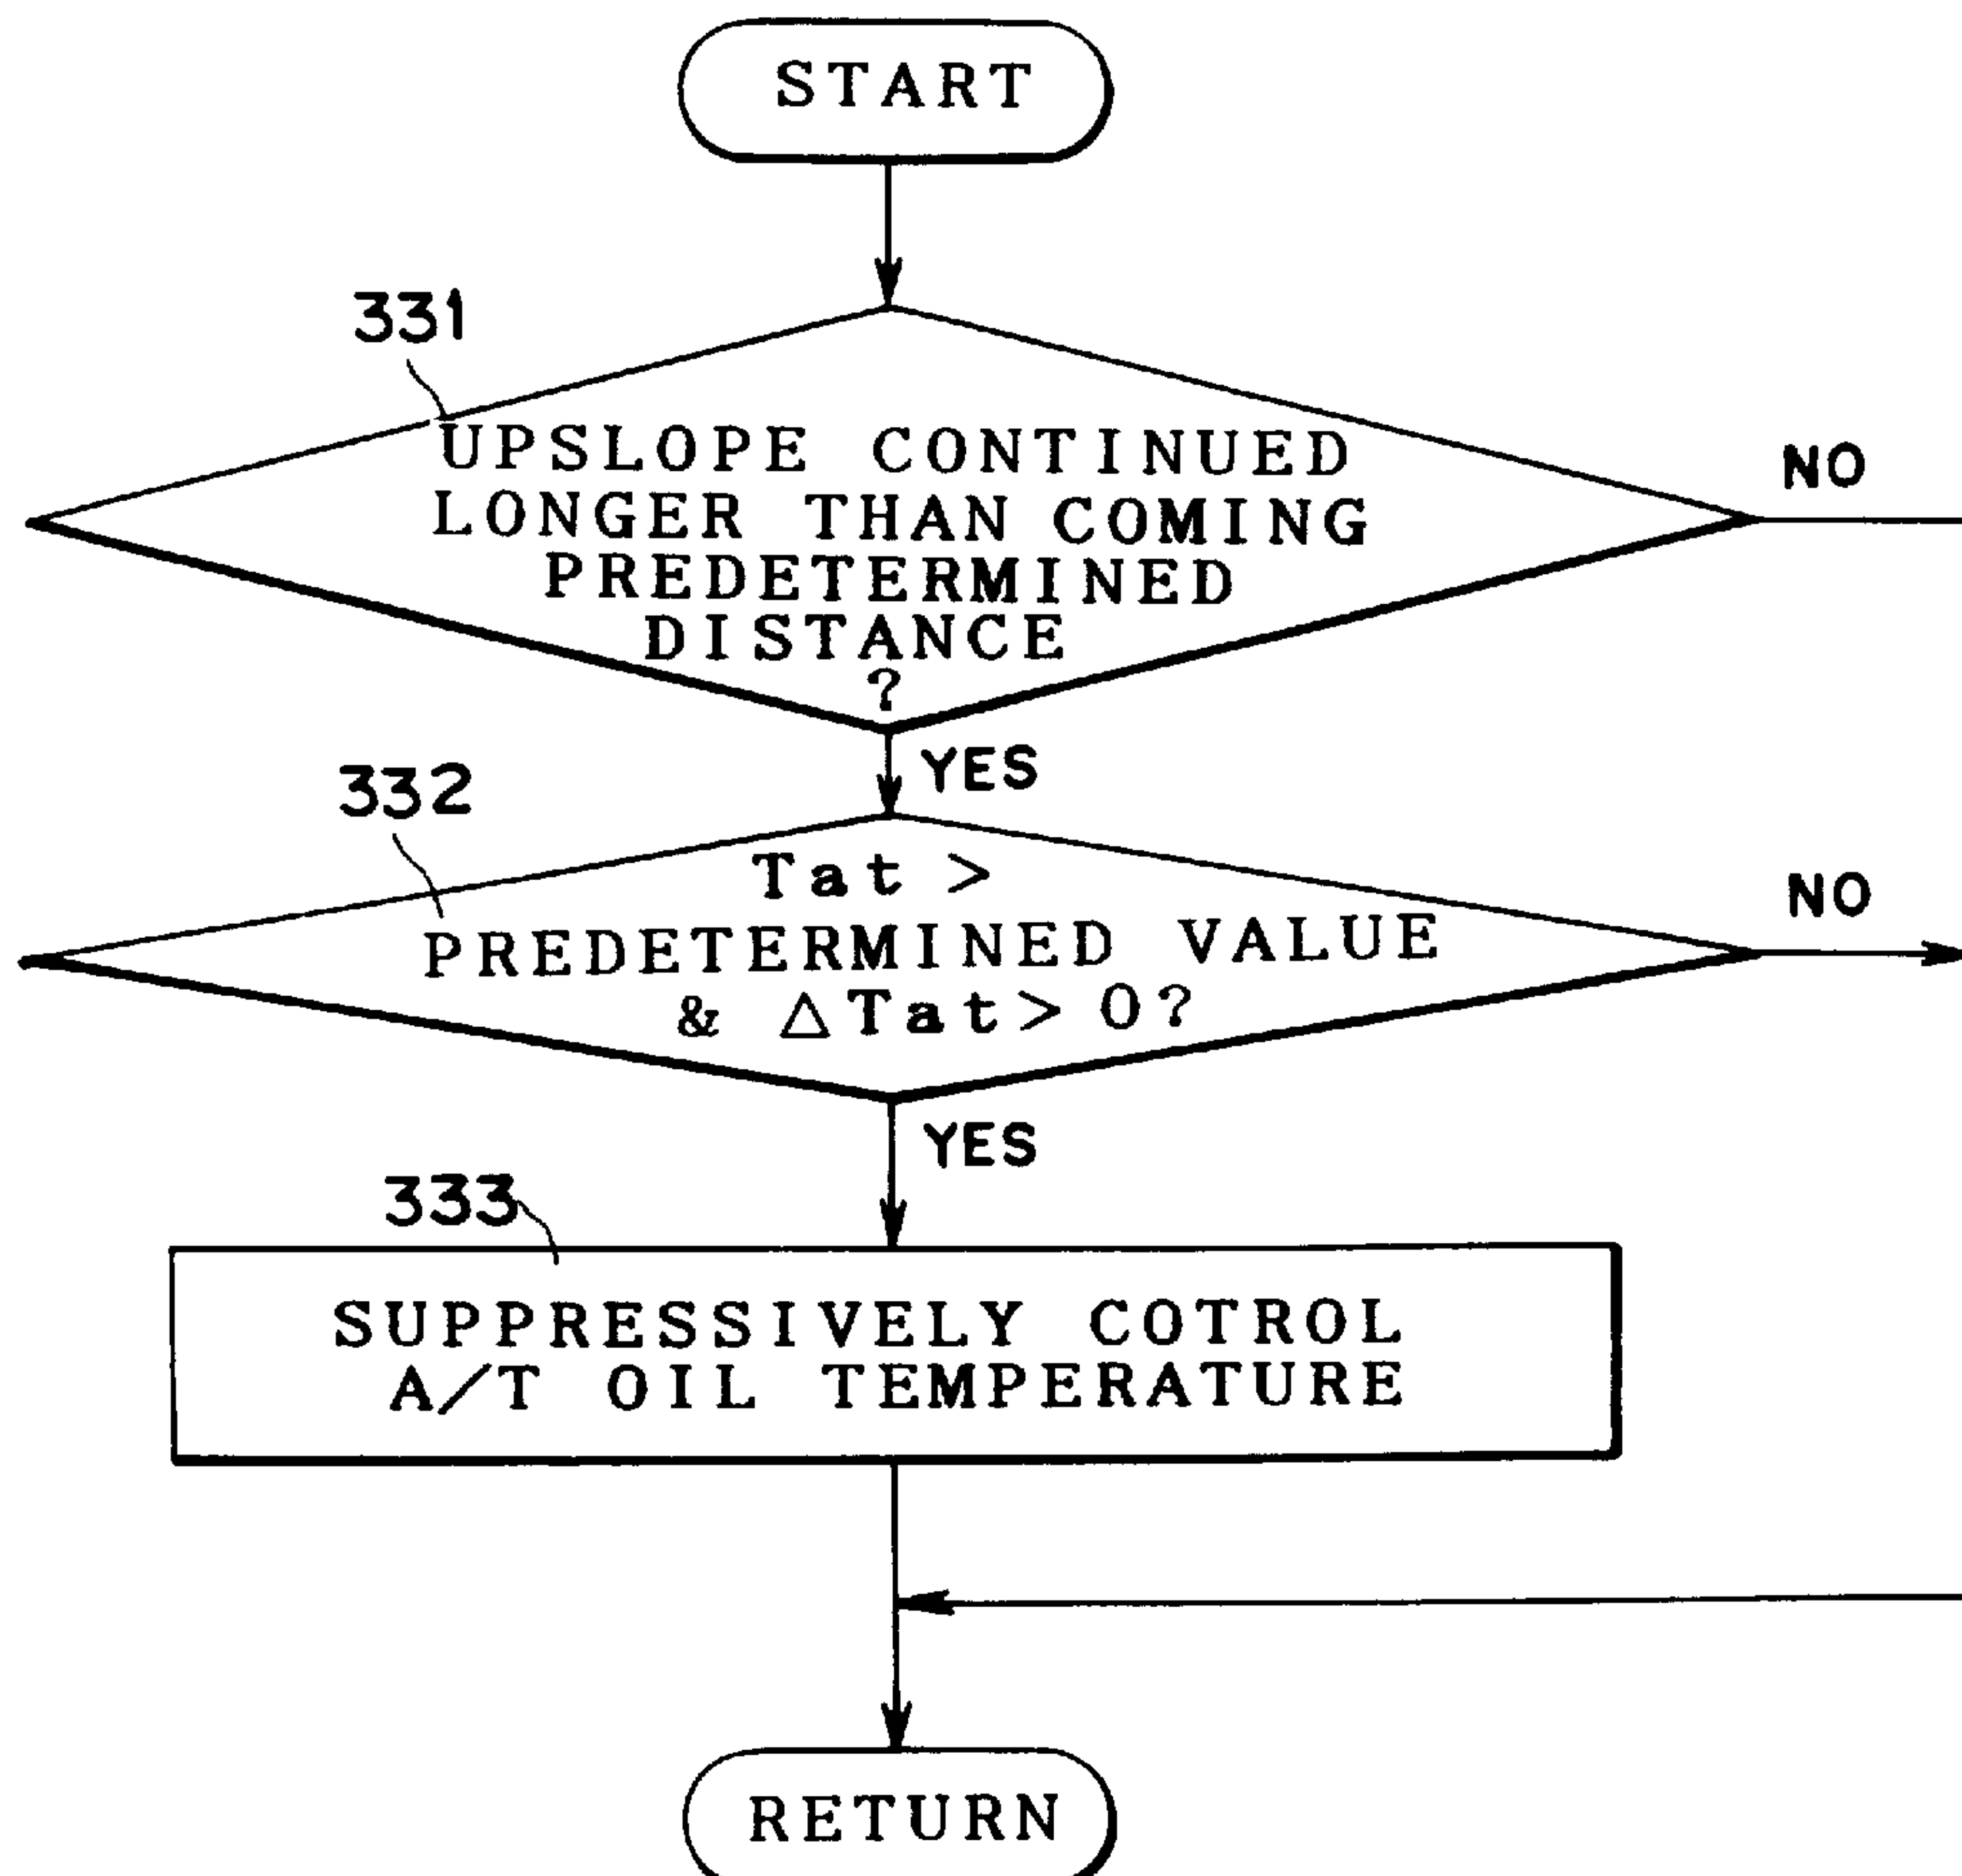 START
331
UPSLOPE CONTINUED
LONGER THAN COMING
PREDETERMINED
DISTANCE
?
NO
YES
332
Tat >
PREDETERMINED VALUE
& △Tat> 0?
NO
YES
333
SUPPRESSIVELY COTROL
A/T OIL TEMPERATURE
RETURN